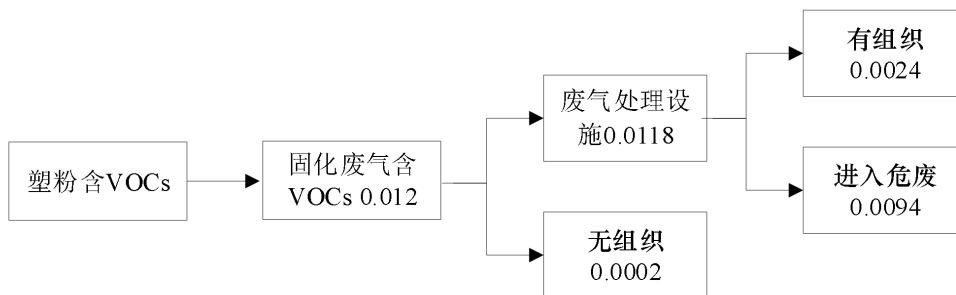 塑粉含VOCs
固化废气含
VOCs 0.012
废气处理设
施0.0118
无组织
0.0002
有组织
0.0024
进入危废
0.0094